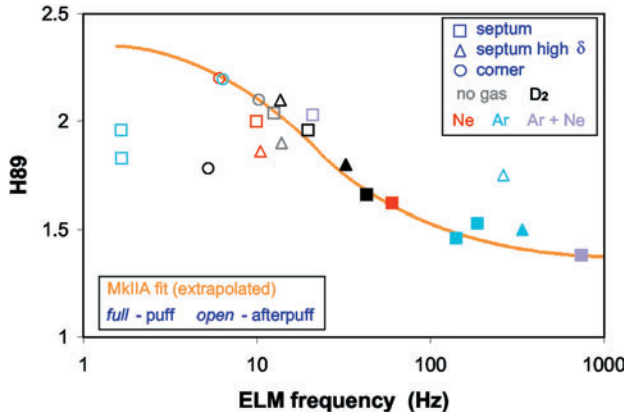 2.5
septum
septum high δ
corner
no gas D2
Ne Ar Ar + Ne
2
H89
1.5
MkIIA fit (extrapolated)
full - puff open - afterpuff
1
1 10 100 1000
ELM frequency (Hz)